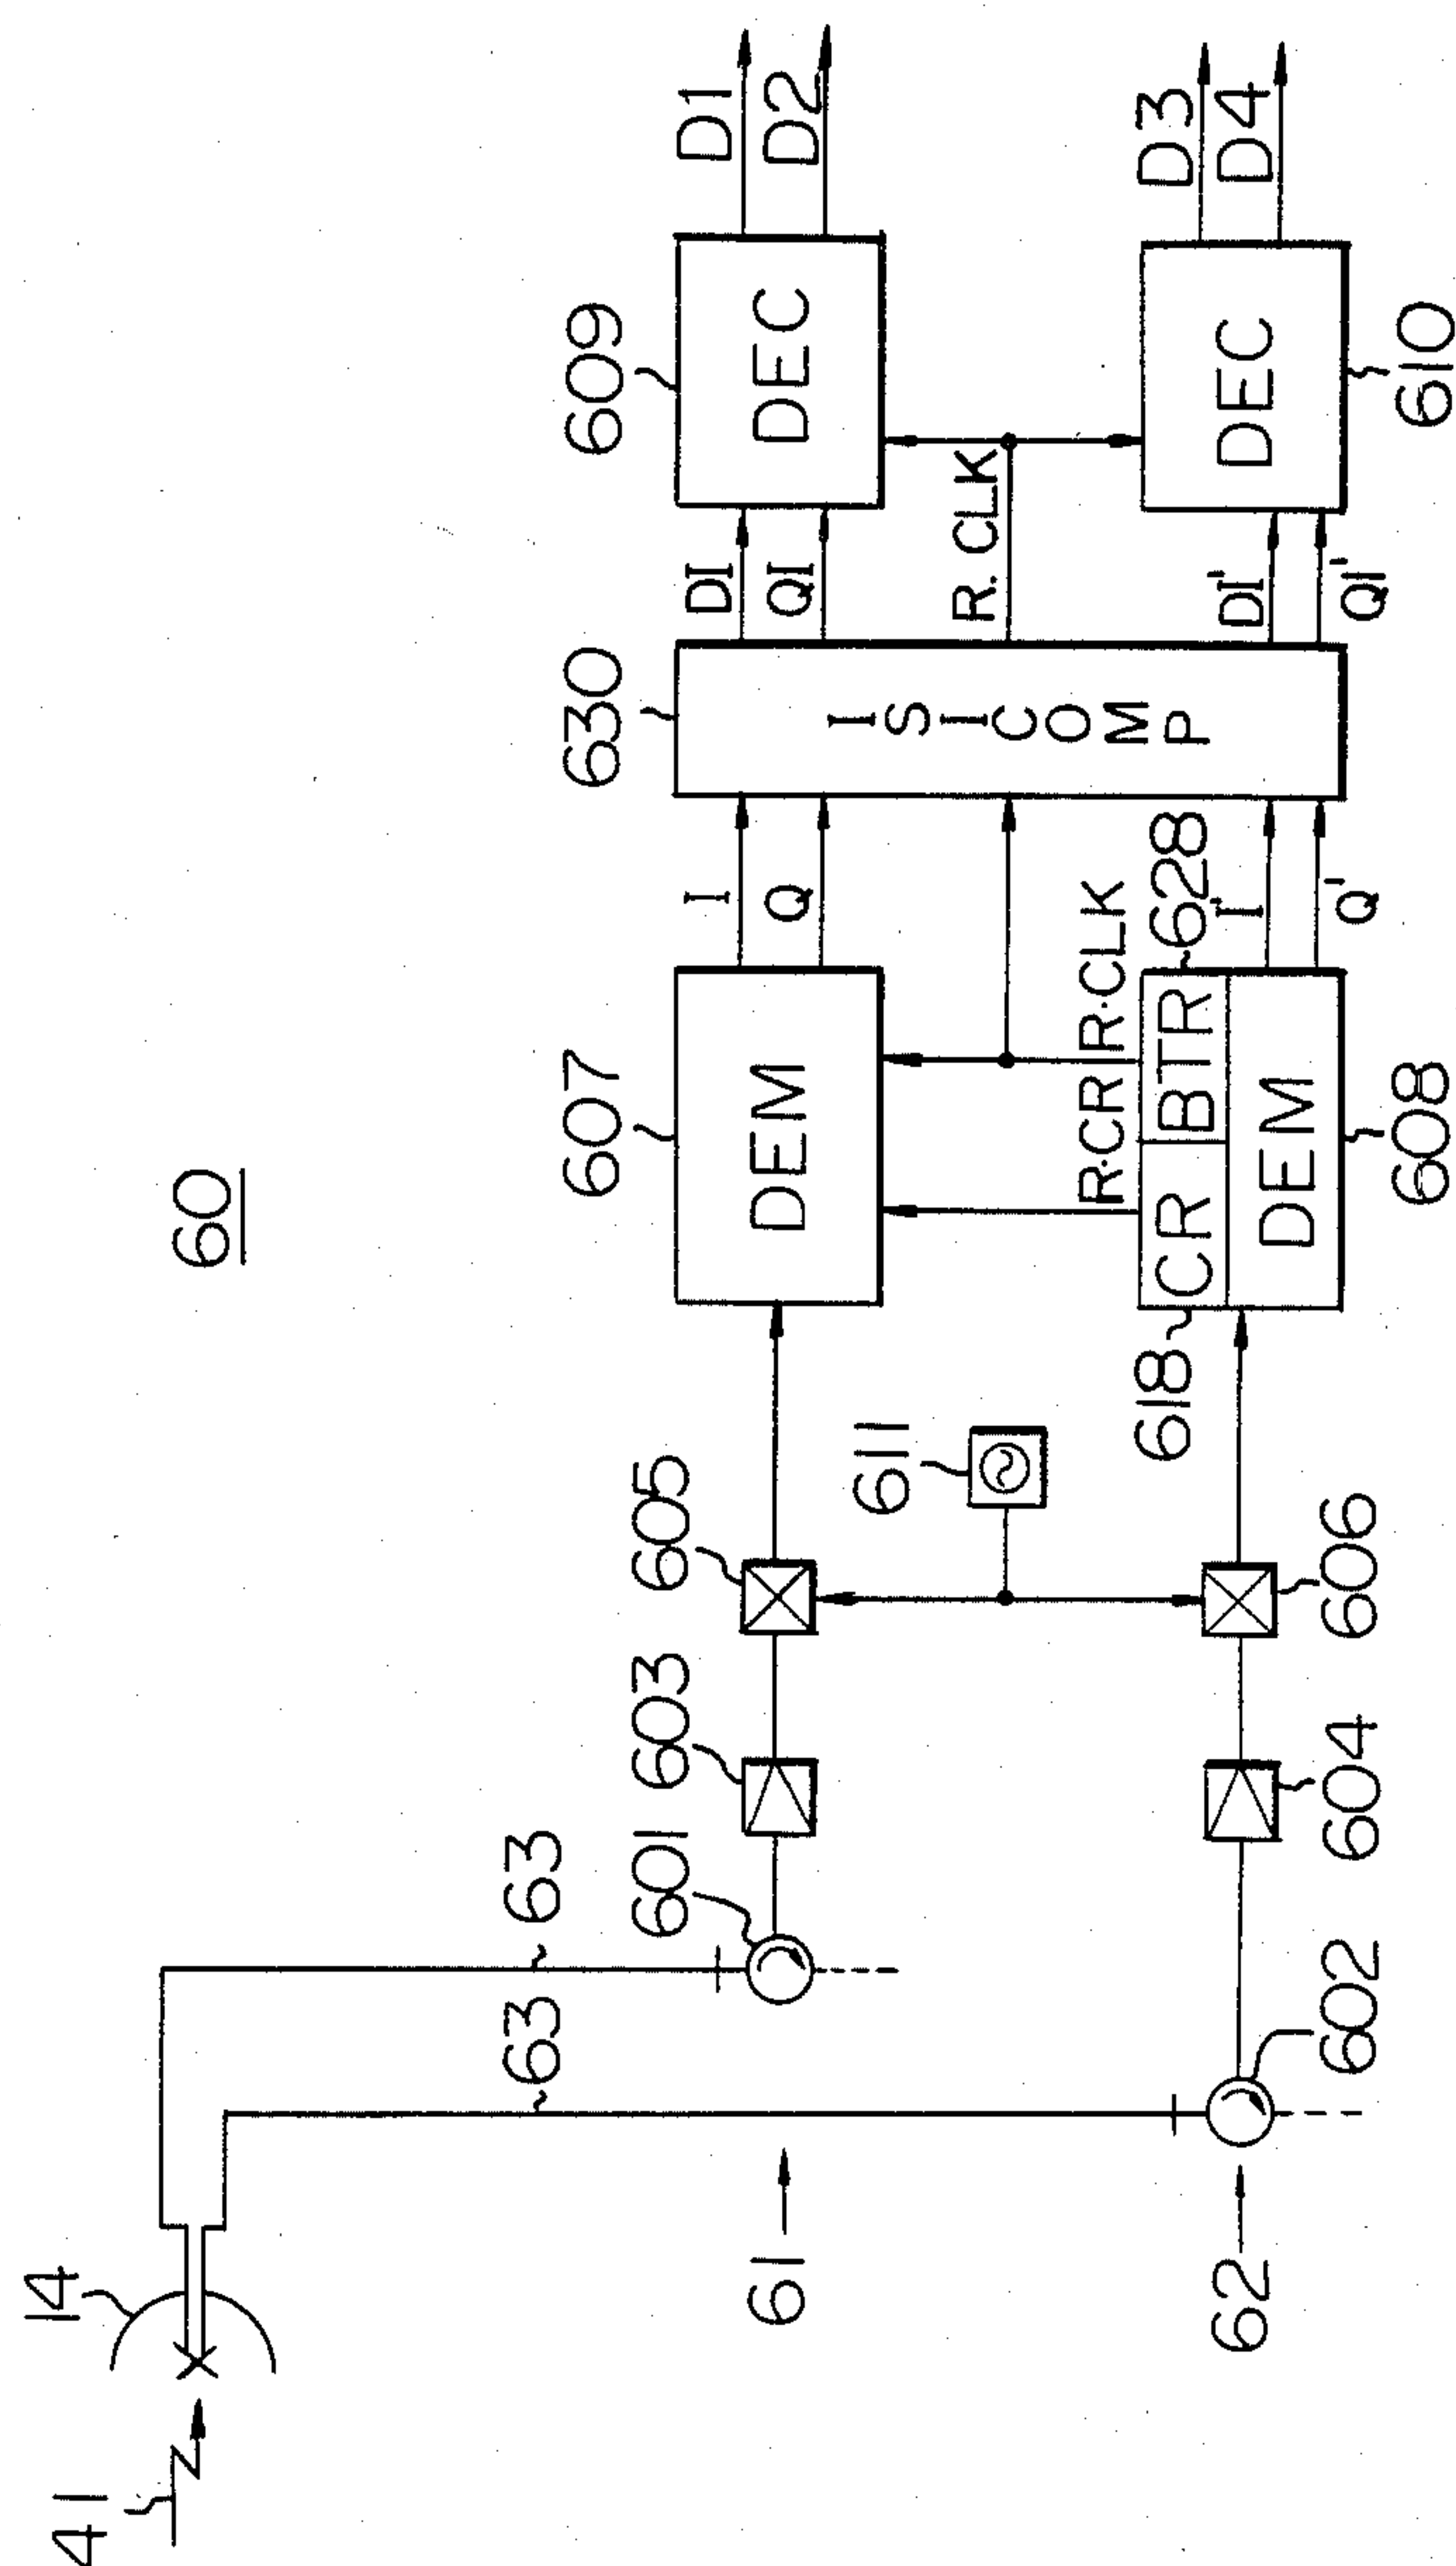 60
41
14
63
63
61
62
601
603
605
607
630
609
DEM
I
Q
DI
QI
DEC
D1
D2
611
R·CR
R·CLK
ISICOMP
R. CLK
618
CR
BTR
628
DEM
I'
Q'
DI'
QI'
DEC
D3
D4
602
604
606
608
610